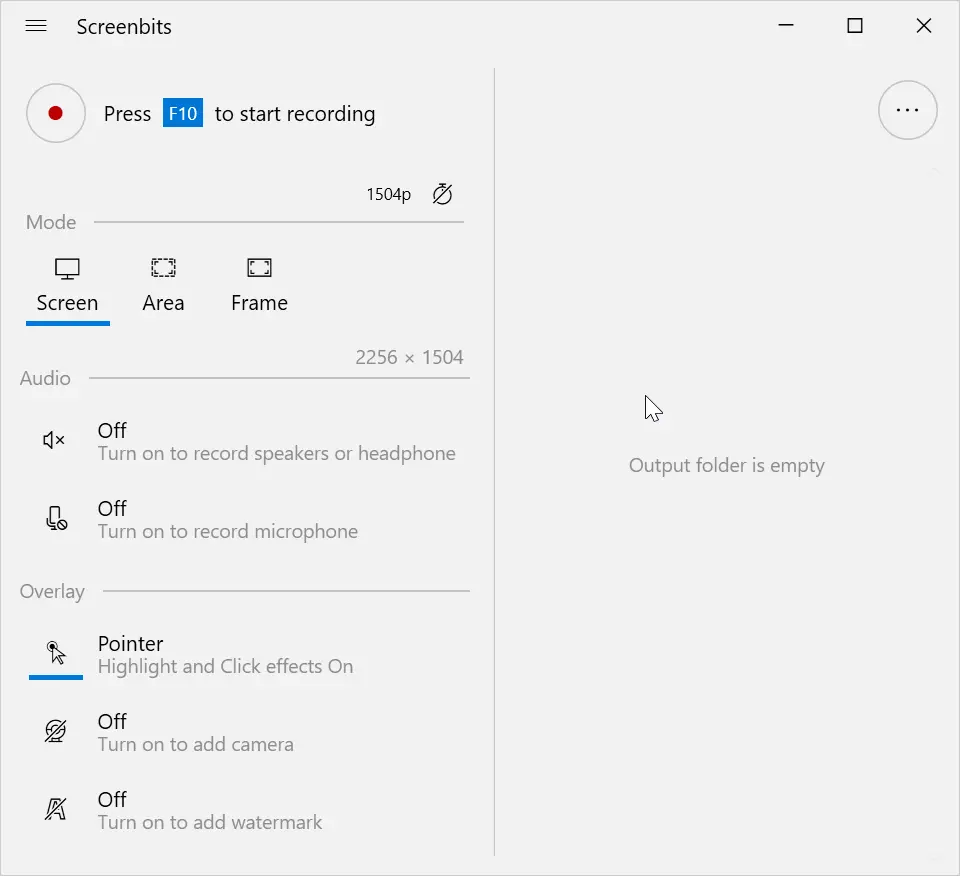 Screenbits
Press F10 to start recording
1504p
Mode
Screen Area Frame
2256 × 1504
Audio
Off
Turn on to record speakers or headphone
Off
Turn on to record microphone
Overlay
Pointer
Highlight and Click effects On
Off
Turn on to add camera
Off
Turn on to add watermark
Output folder is empty